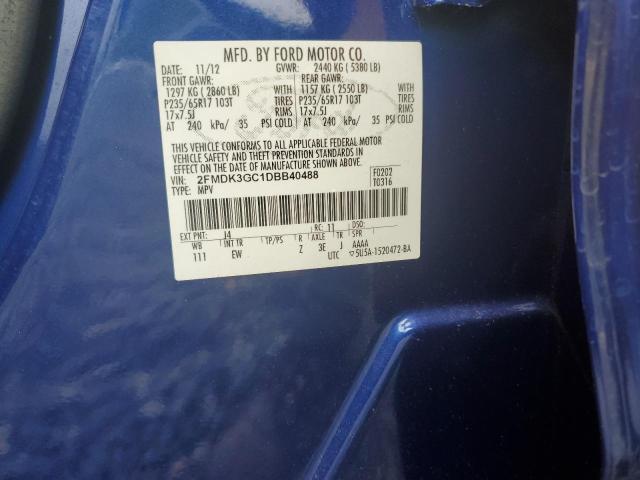 MFD. BY FORD MOTOR CO.
DATE: 11/12 GVWR: 2440 KG ( 5380 LB)
FRONT GAWR: REAR GAWR:
1297 KG ( 2860 LB) WITH 1157 KG ( 2550 LB) WITH
P235/65R17 103T TIRES P235/65R17 103T TIRES
17x7.5J RIMS 17x7.5J RIMS
AT 240 kPa/ 35 PSI COLD AT 240 kPa/ 35 PSI COLD
THIS VEHICLE CONFORMS TO ALL APPLICABLE FEDERAL MOTOR
VEHICLE SAFETY AND THEFT PREVENTION STANDARDS IN
EFFECT ON THE DATE OF MANUFACTURE SHOWN ABOVE.
VIN: 2FMDK3GC1DBB40488 F0202
TYPE: MPV T0316
EXT PNT: J4 RC: 11 DSO:
WB INT TR TP/PS R AXLE TR SPR
111 EW Z 3E J AAAA
UTC 5U5A-1520472-BA